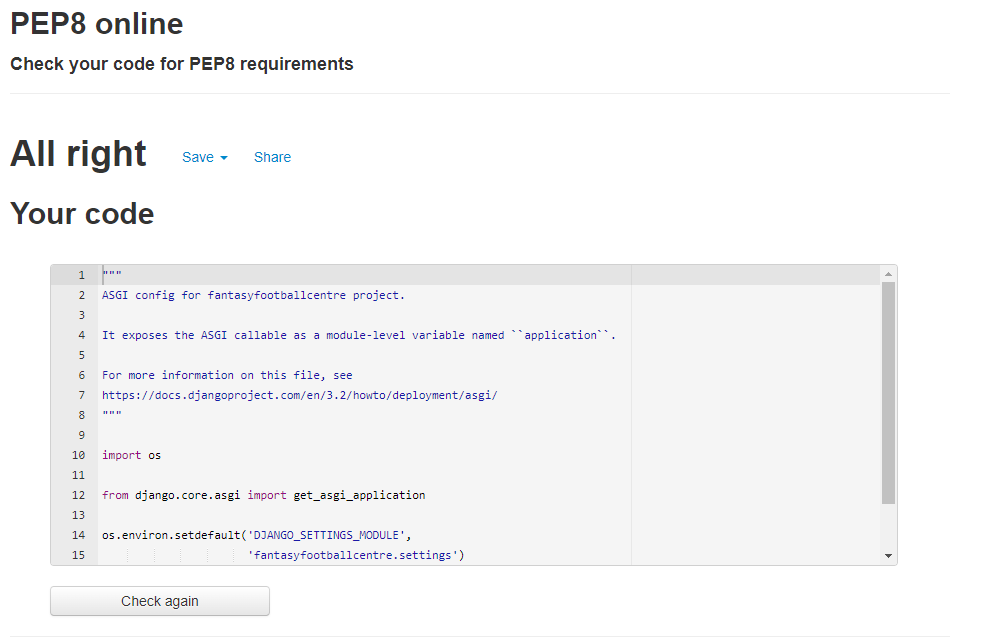 PEP8 online
Check your code for PEP8 requirements
All right Save Share
Your code
1 """
2 ASGI config for fantasyfootballcentre project.
3
4 It exposes the ASGI callable as a module-level variable named ``application``.
5
6 For more information on this file, see
7 https://docs.djangoproject.com/en/3.2/howto/deployment/asgi/
8 """
9
10 import os
11
12 from django.core.asgi import get_asgi_application
13
14 os.environ.setdefault('DJANGO_SETTINGS_MODULE',
15 'fantasyfootballcentre.settings')
Check again